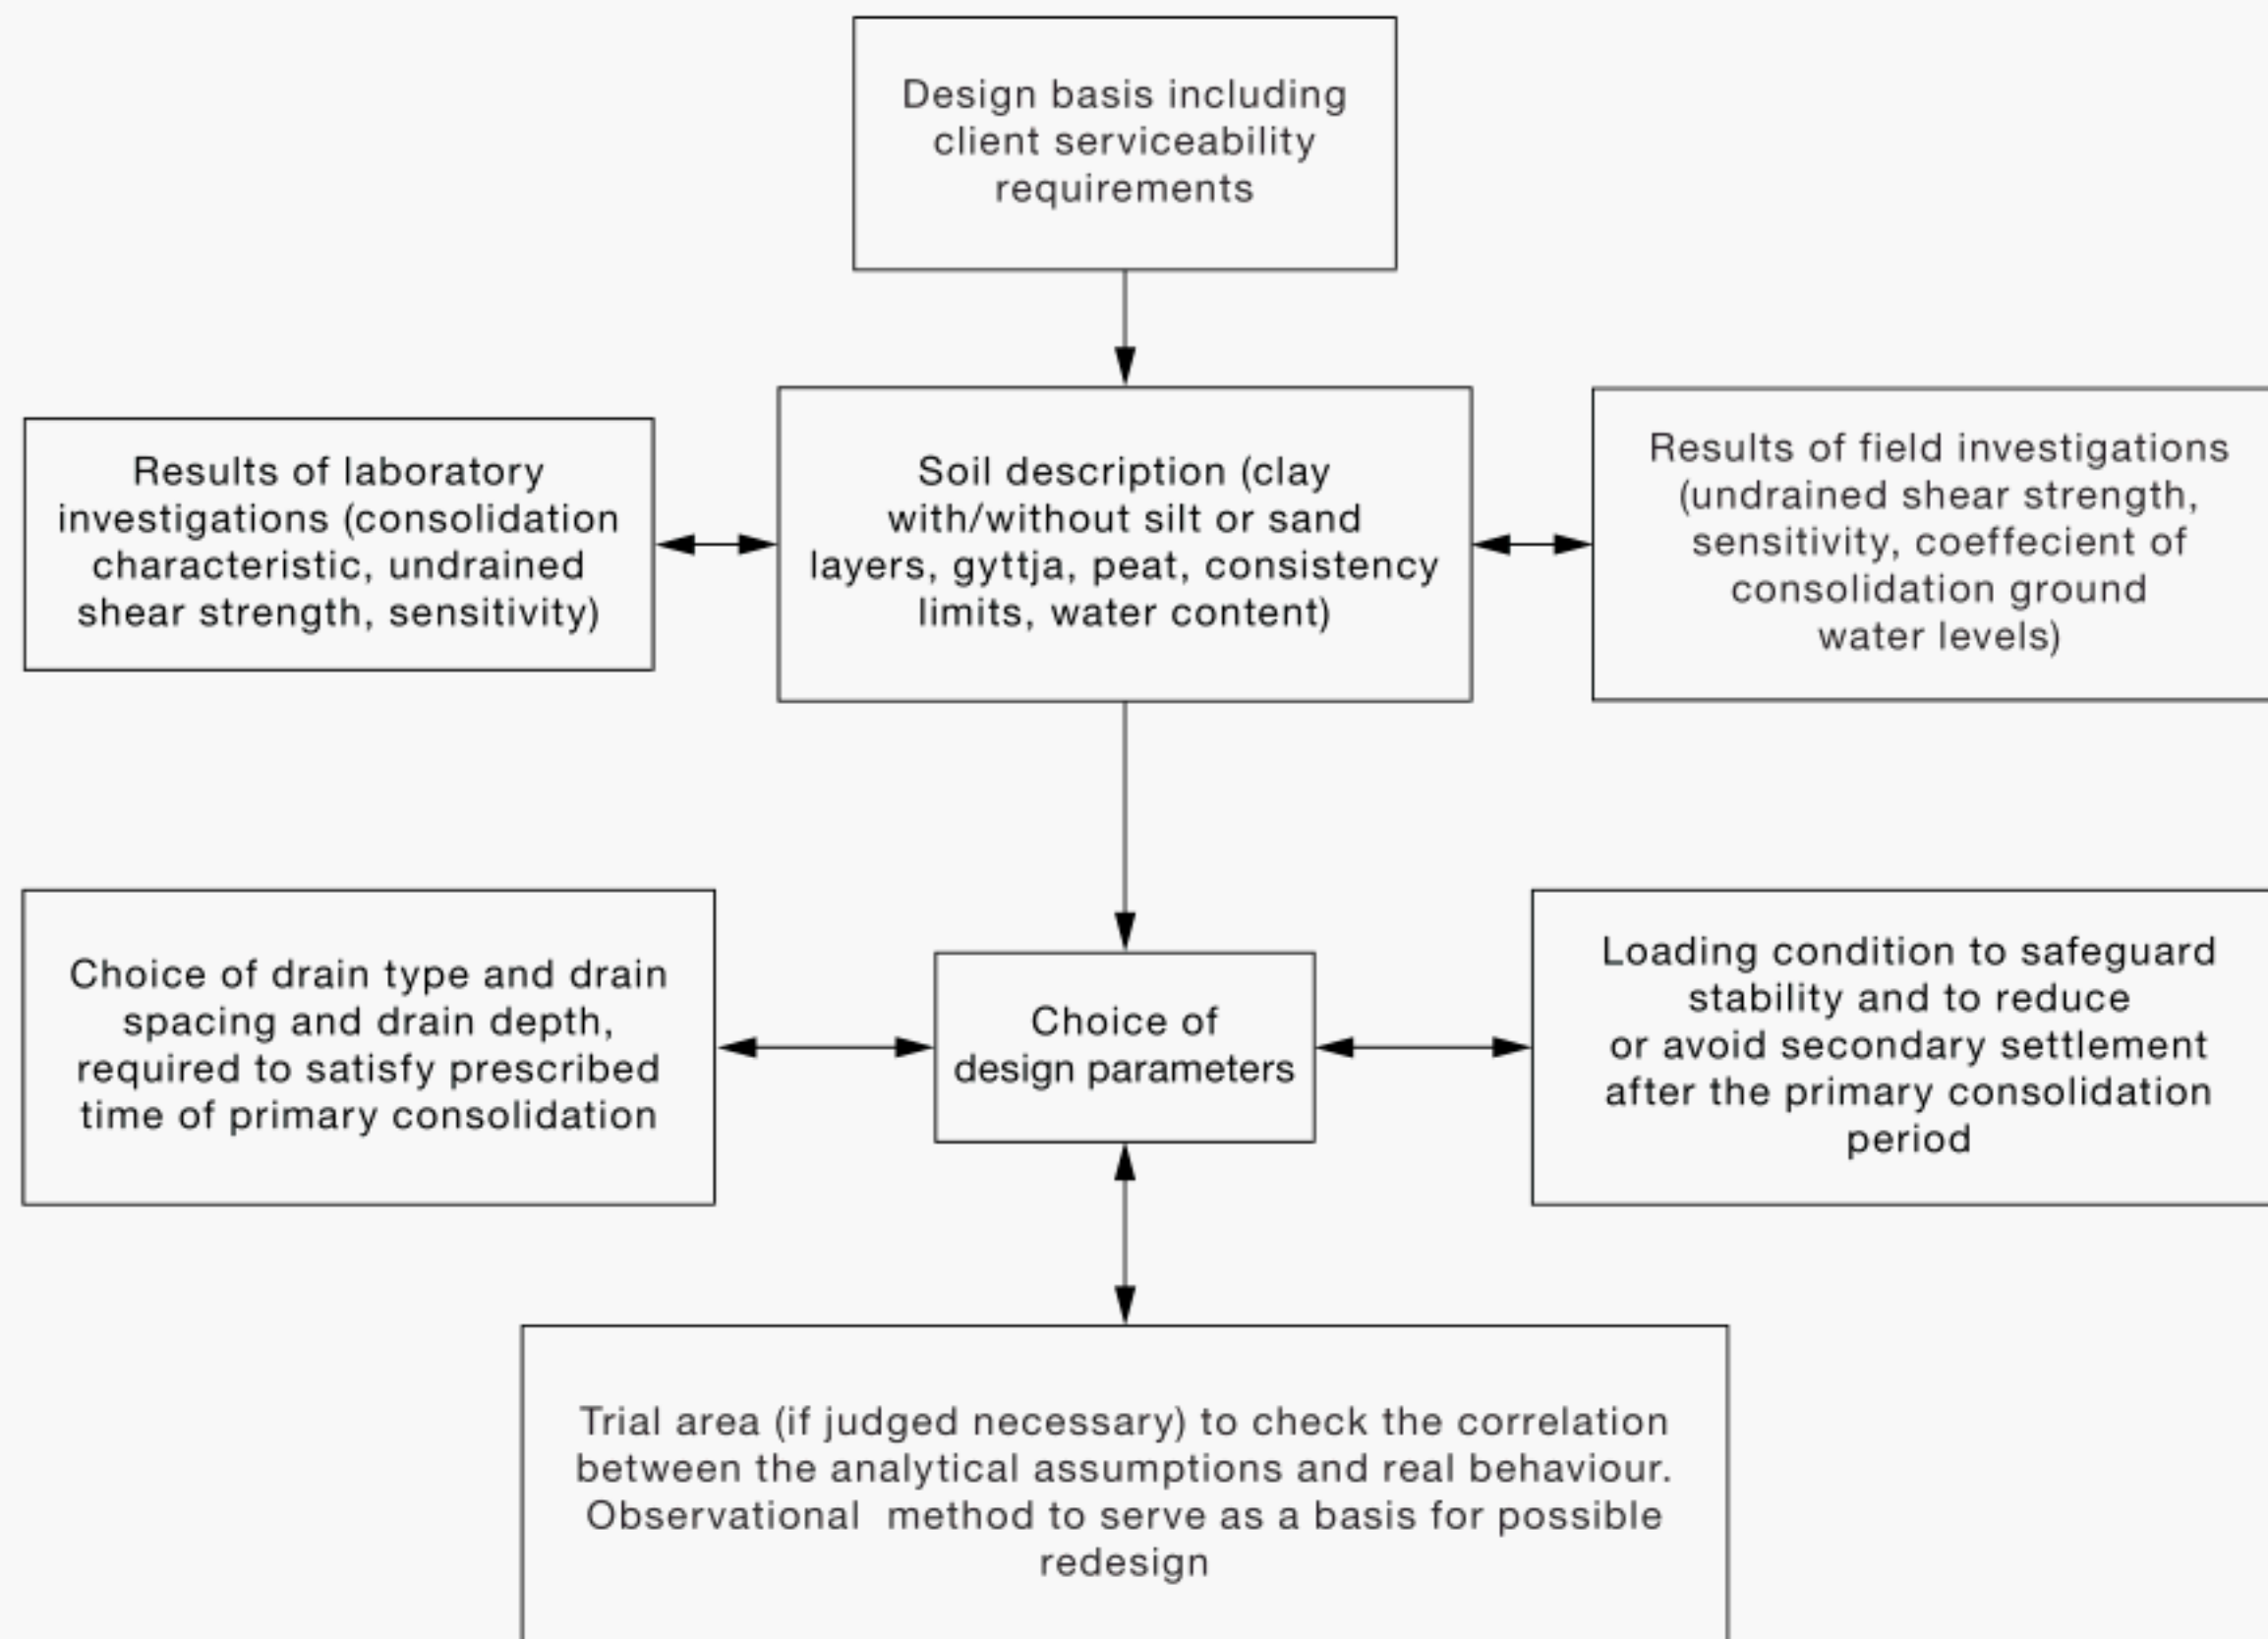 Design basis including
client serviceability
requirements
Results of laboratory
investigations (consolidation
characteristic, undrained
shear strength, sensitivity)
Soil description (clay
with/without silt or sand
layers, gyttja, peat, consistency
limits, water content)
Results of field investigations
(undrained shear strength,
sensitivity, coeffecient of
consolidation ground
water levels)
Choice of drain type and drain
spacing and drain depth,
required to satisfy prescribed
time of primary consolidation
Choice of
design parameters
Loading condition to safeguard
stability and to reduce
or avoid secondary settlement
after the primary consolidation
period
Trial area (if judged necessary) to check the correlation
between the analytical assumptions and real behaviour.
Observational method to serve as a basis for possible
redesign